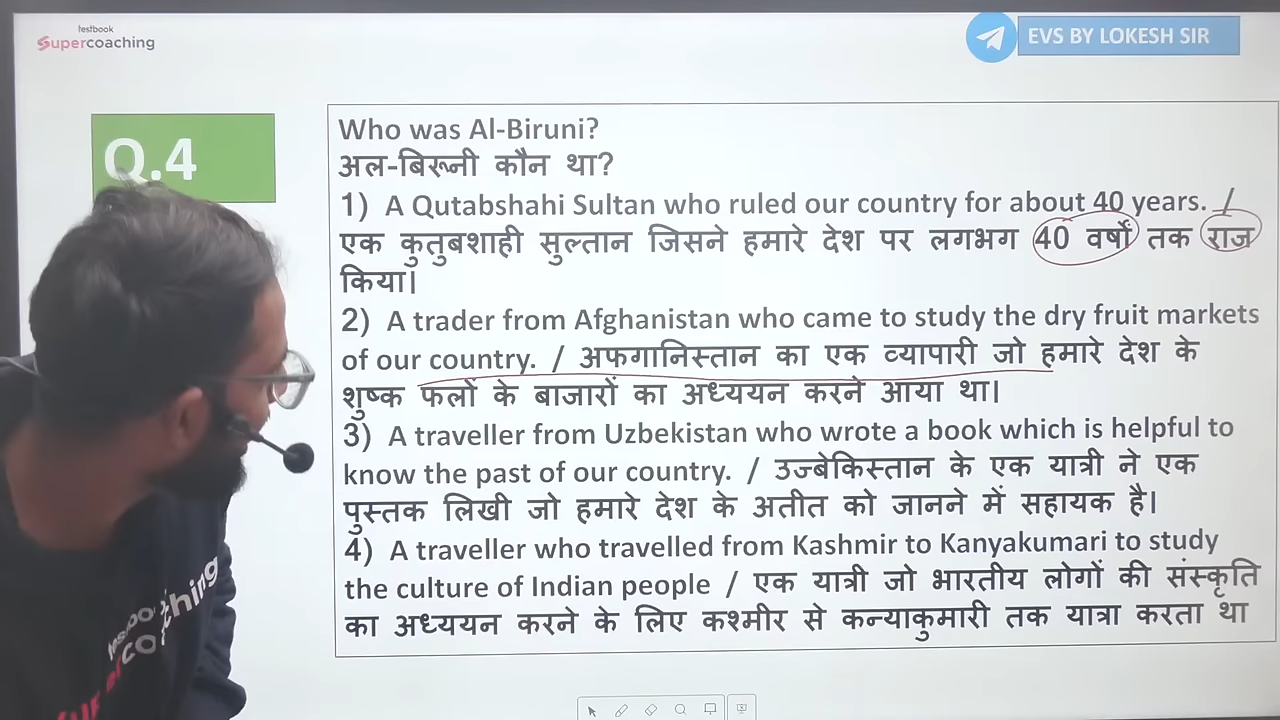 testbook
Supercoaching
EVS BY LOKESH SIR
Q.4
Who was Al-Biruni?
अल-बिरूनी कौन था?
1) A Qutabshahi Sultan who ruled our country for about 40 years. /
एक कुतुबशाही सुल्तान जिसने हमारे देश पर लगभग 40 वर्षों तक राज
किया।
2) A trader from Afghanistan who came to study the dry fruit markets
of our country. / अफगानिस्तान का एक व्यापारी जो हमारे देश के
शुष्क फलों के बाजारों का अध्ययन करने आया था।
3) A traveller from Uzbekistan who wrote a book which is helpful to
know the past of our country. / उज्बेकिस्तान के एक यात्री ने एक
पुस्तक लिखी जो हमारे देश के अतीत को जानने में सहायक है।
4) A traveller who travelled from Kashmir to Kanyakumari to study
the culture of Indian people / एक यात्री जो भारतीय लोगों की संस्कृति
का अध्ययन करने के लिए कश्मीर से कन्याकुमारी तक यात्रा करता था